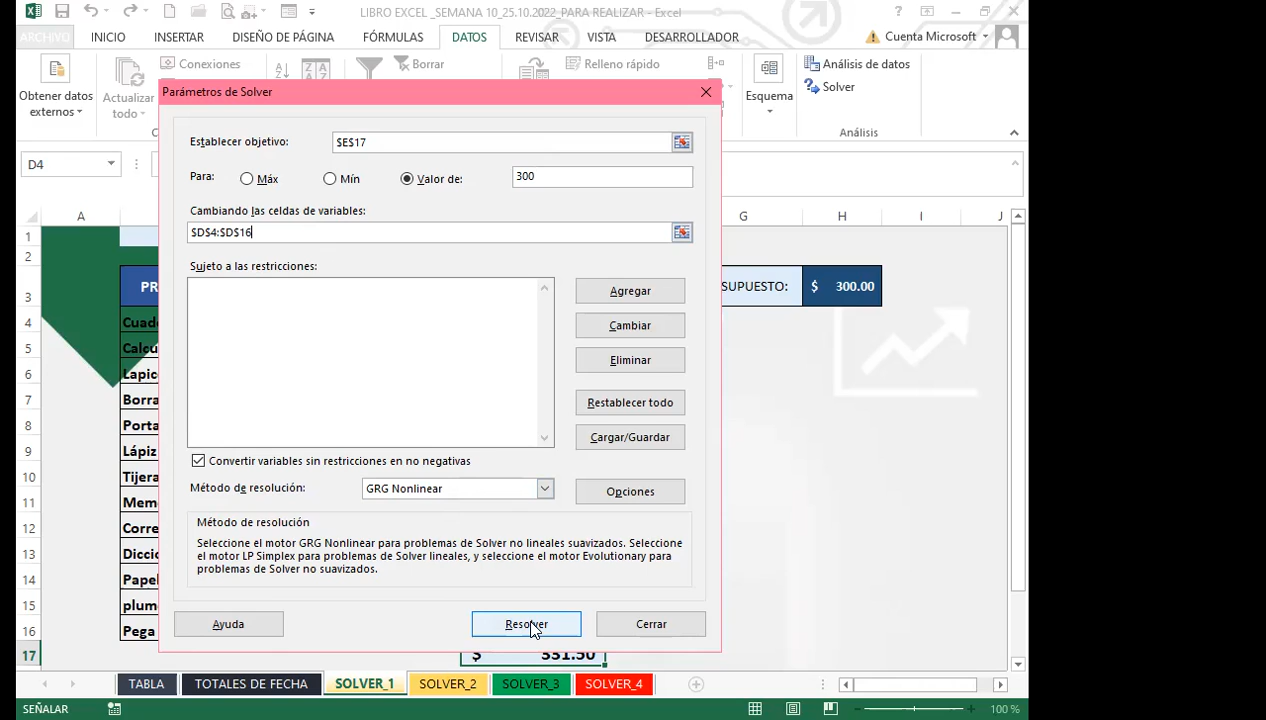 LIBRO EXCEL _SEMANA 10_25.10.2022_PARA REALIZAR - Excel
ARCHIVO INICIO INSERTAR DISEÑO DE PÁGINA FÓRMULAS DATOS REVISAR VISTA DESARROLLADOR Cuenta Microsoft
Obtener datos externos
Actualizar todo
Conexiones
Borrar
Relleno rápido
Esquema
Análisis de datos
Solver
Análisis
D4
Parámetros de Solver
Establecer objetivo: $E$17
Para: Máx Mín Valor de: 300
Cambiando las celdas de variables:
$D$4:$D$16
Sujeto a las restricciones:
Agregar
Cambiar
Eliminar
Restablecer todo
Cargar/Guardar
Convertir variables sin restricciones en no negativas
Método de resolución: GRG Nonlinear Opciones
Método de resolución
Seleccione el motor GRG Nonlinear para problemas de Solver no lineales suavizados. Seleccione
el motor LP Simplex para problemas de Solver lineales, y seleccione el motor Evolutionary para
problemas de Solver no suavizados.
Ayuda Resolver Cerrar
A G H I J
1
2
3 PR SUPUESTO: $ 300.00
4 Cuad
5 Calcu
6 Lapic
7 Borra
8 Porta
9 Lápiz
10 Tijera
11 Mem
12 Corre
13 Dicci
14 Papel
15 plum
16 Pega
17 $ 331.50
TABLA TOTALES DE FECHA SOLVER_1 SOLVER_2 SOLVER_3 SOLVER_4
SEÑALAR 100 %